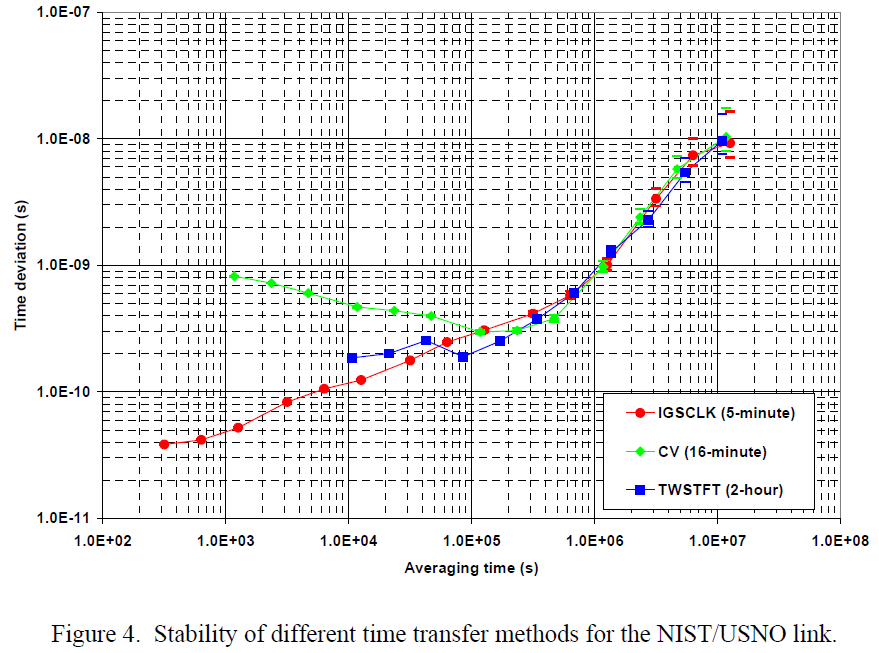 1.0E-07
1.0E-08
1.0E-09
1.0E-10
1.0E-11
Time deviation (s)
IGSCLK (5-minute)
CV (16-minute)
TWSTFT (2-hour)
1.0E+02 1.0E+03 1.0E+04 1.0E+05 1.0E+06 1.0E+07 1.0E+08
Averaging time (s)
Figure 4. Stability of different time transfer methods for the NIST/USNO link.